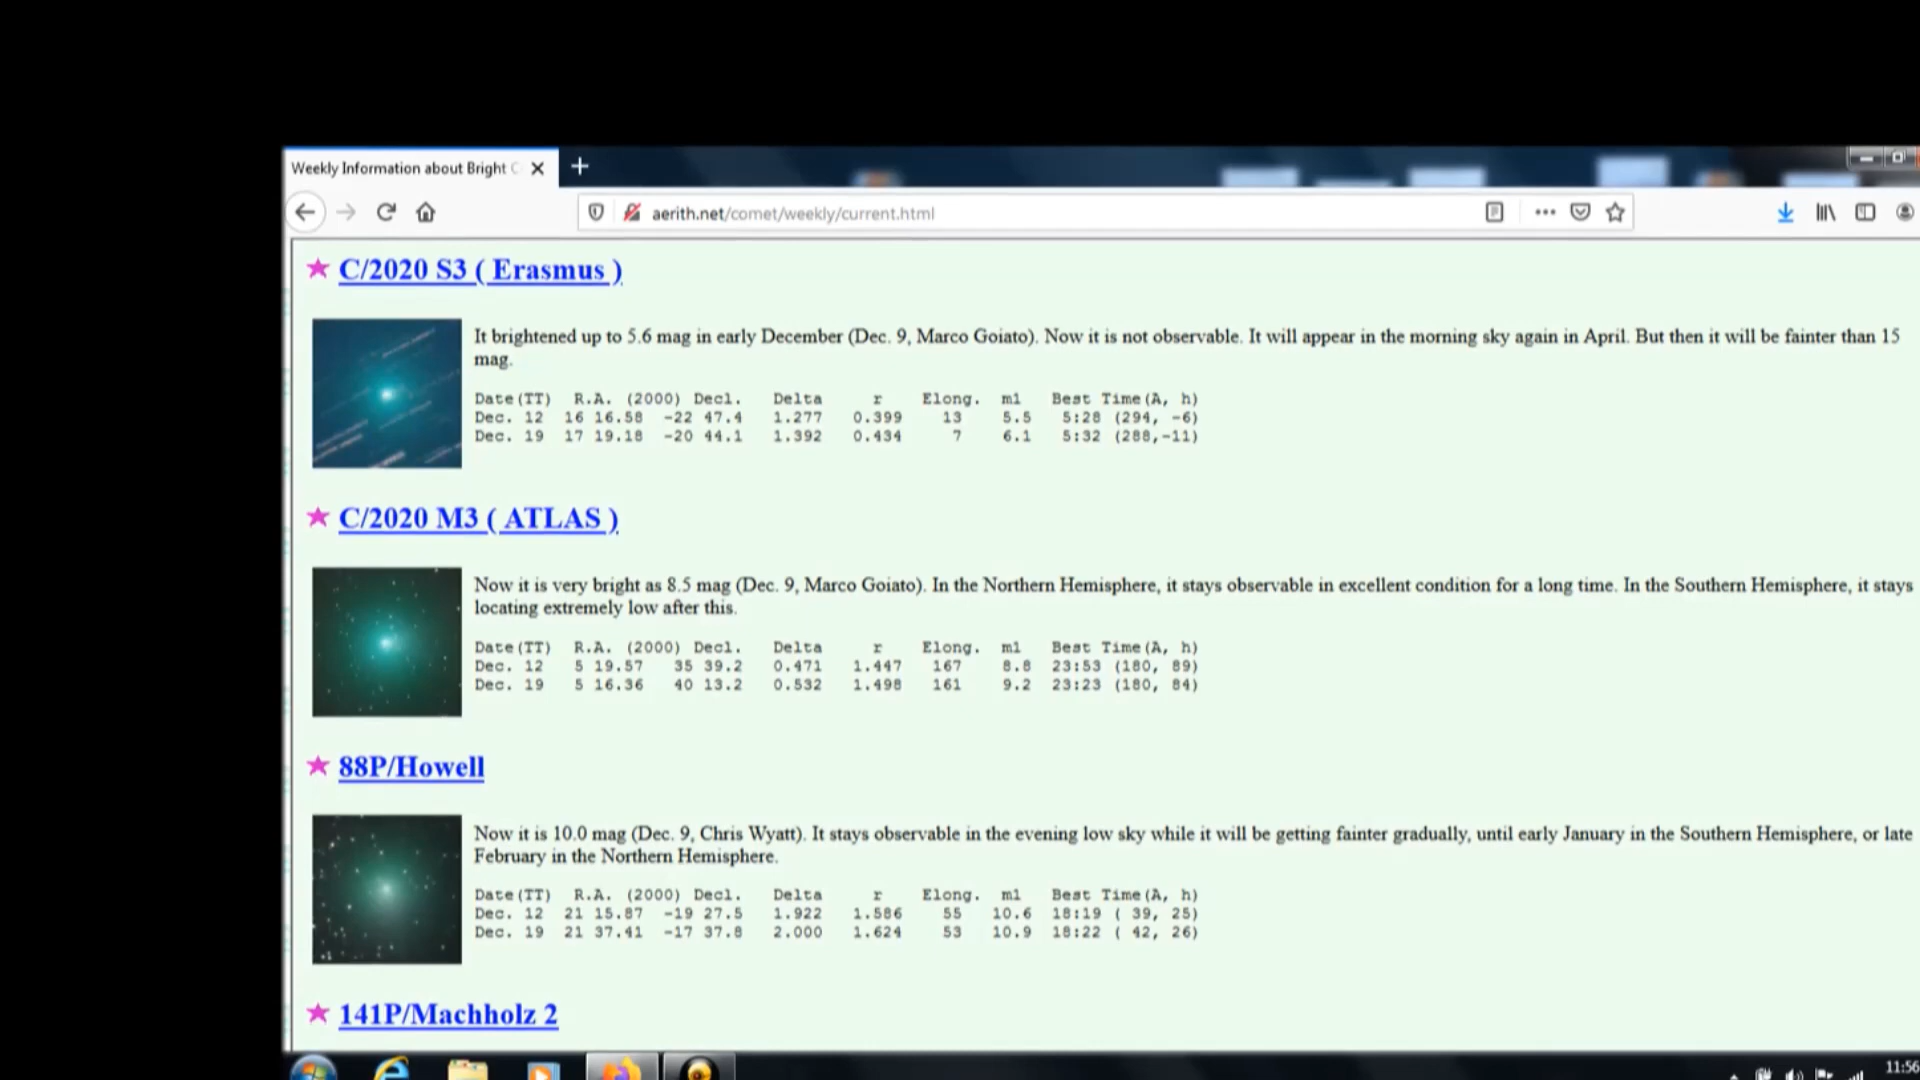 Weekly Information about Bright C
aerith.net/comet/weekly/current.html
C/2020 S3 ( Erasmus )
It brightened up to 5.6 mag in early December (Dec. 9, Marco Goiato). Now it is not observable. It will appear in the morning sky again in April. But then it will be fainter than 15
mag.
Date(TT) R.A. (2000) Decl. Delta r Elong. m1 Best Time(A, h)
Dec. 12 16 16.58 -22 47.4 1.277 0.399 13 5.5 5:28 (294, -6)
Dec. 19 17 19.18 -20 44.1 1.392 0.434 7 6.1 5:32 (288,-11)
C/2020 M3 ( ATLAS )
Now it is very bright as 8.5 mag (Dec. 9, Marco Goiato). In the Northern Hemisphere, it stays observable in excellent condition for a long time. In the Southern Hemisphere, it stays
locating extremely low after this.
Date(TT) R.A. (2000) Decl. Delta r Elong. m1 Best Time(A, h)
Dec. 12 5 19.57 35 39.2 0.471 1.447 167 8.8 23:53 (180, 89)
Dec. 19 5 16.36 40 13.2 0.532 1.498 161 9.2 23:23 (180, 84)
88P/Howell
Now it is 10.0 mag (Dec. 9, Chris Wyatt). It stays observable in the evening low sky while it will be getting fainter gradually, until early January in the Southern Hemisphere, or late
February in the Northern Hemisphere.
Date(TT) R.A. (2000) Decl. Delta r Elong. m1 Best Time(A, h)
Dec. 12 21 15.87 -19 27.5 1.922 1.586 55 10.6 18:19 ( 39, 25)
Dec. 19 21 37.41 -17 37.8 2.000 1.624 53 10.9 18:22 ( 42, 26)
141P/Machholz 2
11:56